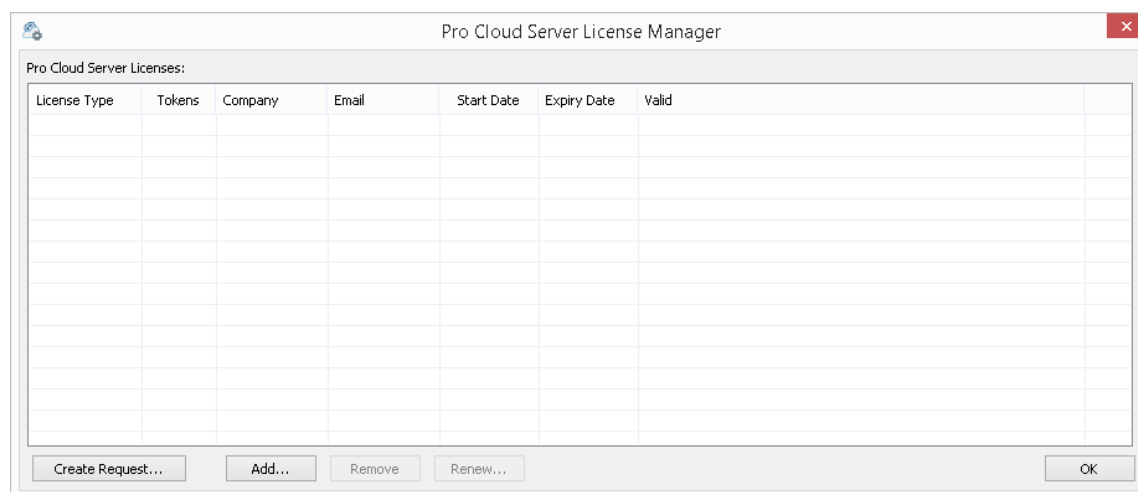 Pro Cloud Server License Manager
Pro Cloud Server Licenses:
License Type Tokens Company Email Start Date Expiry Date Valid
Create Request... Add... Remove Renew... OK